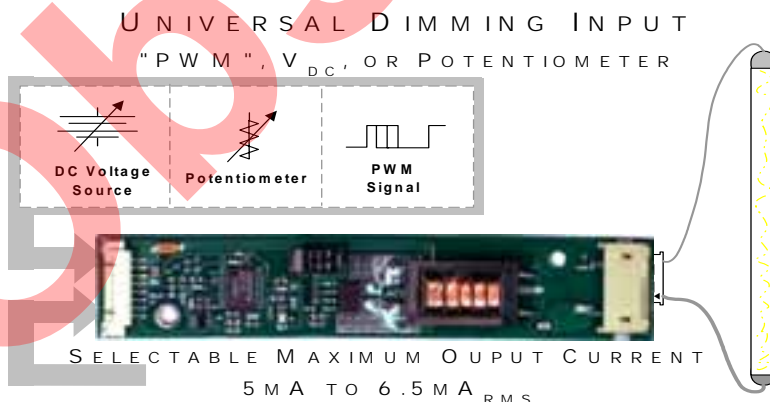 UNIVERSAL DIMMING INPUT
"PWM", VDC, OR POTENTIOMETER
DC Voltage
Source
Potentiometer
PWM
Signal
SELECTABLE MAXIMUM OUPUT CURRENT
5MA TO 6.5MARMS